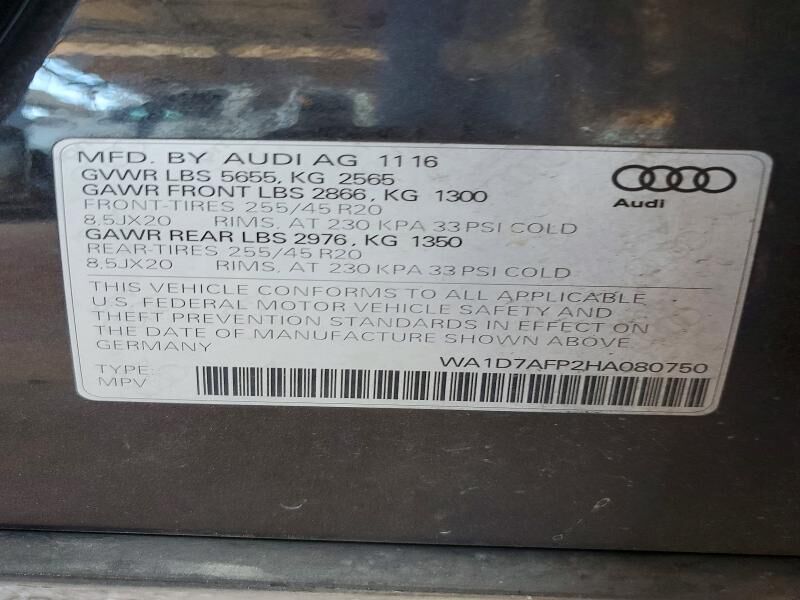 MFD. BY AUDI AG 11 16
GVWR LBS 5655, KG 2565
GAWR FRONT LBS 2866, KG 1300
FRONT-TIRES 255/45 R20
8,5JX20 RIMS, AT 230 KPA 33 PSI COLD
GAWR REAR LBS 2976, KG 1350
REAR-TIRES 255/45 R20
8,5JX20 RIMS, AT 230 KPA 33 PSI COLD
Audi
THIS VEHICLE CONFORMS TO ALL APPLICABLE
U.S. FEDERAL MOTOR VEHICLE SAFETY AND
THEFT PREVENTION STANDARDS IN EFFECT ON
THE DATE OF MANUFACTURE SHOWN ABOVE.
GERMANY
WA1D7AFP2HA080750
TYPE:
MPV